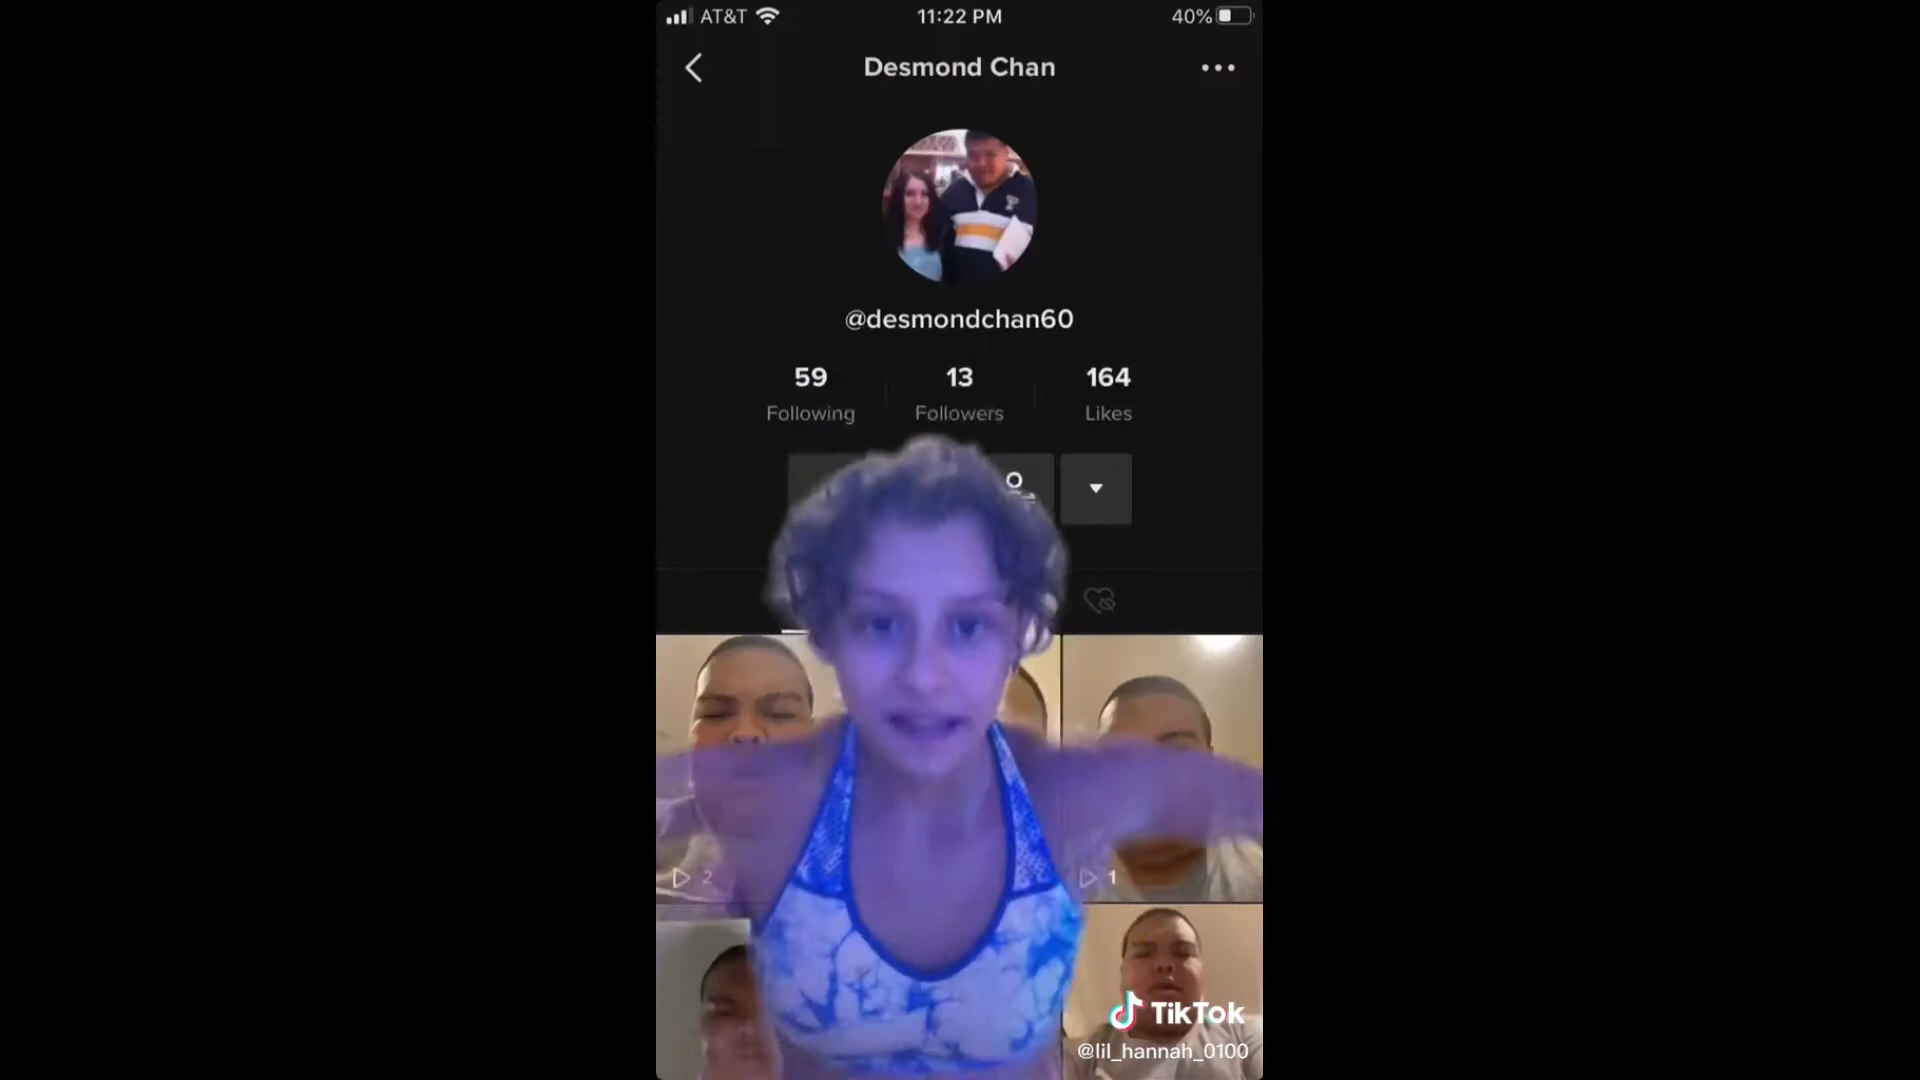 AT&T 11:22 PM 40%
Desmond Chan
@desmondchan60
59 13 164
Following Followers Likes
2 1
TikTok
@lil_hannah_0100